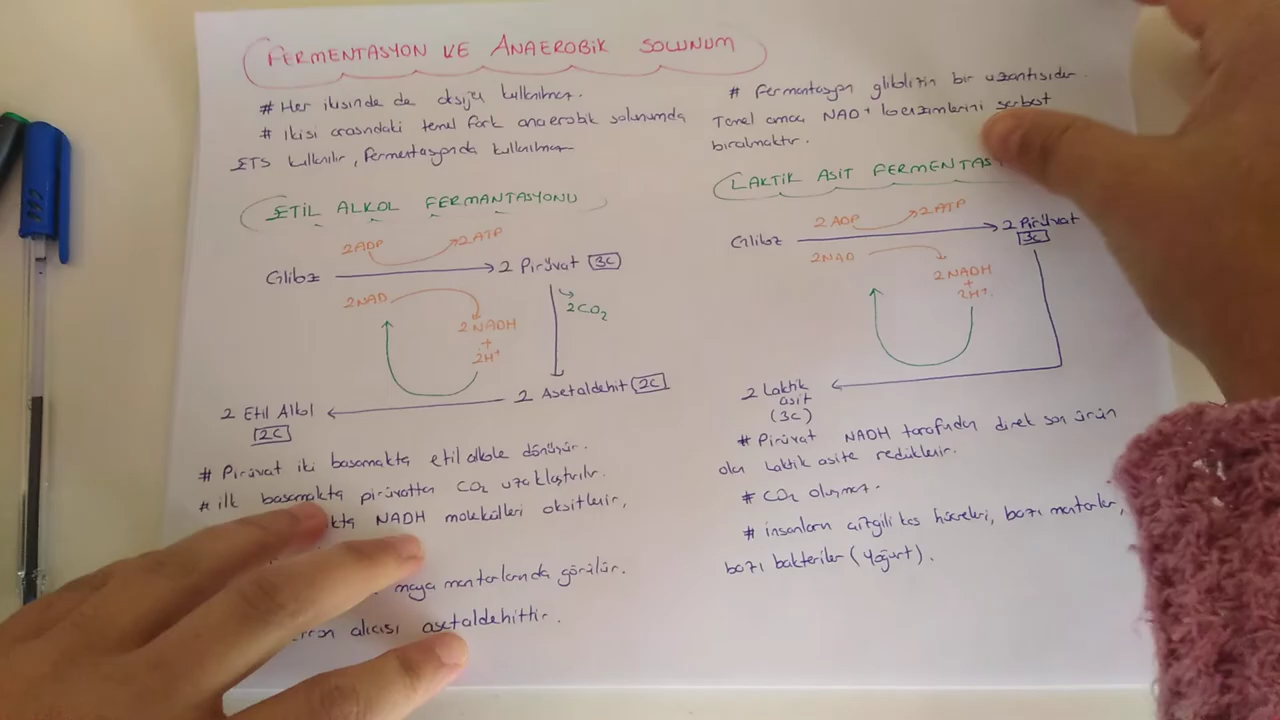 FERMENTASYON VE ANAEROBİK SOLUNUM
# Her ikisinde de oksijen kullanılmaz.
# İkisi arasındaki temel fark anaerobik solunumda
ETS kullanılır, fermentasyonda kullanılmaz
ETİL ALKOL FERMANTASYONU
2ADP
2ATP
Glikoz
2 Pirüvat 3C
2NAD
2CO2
2NADH
+
2H+
2 Asetaldehit 2C
2 Etil Alkol
2C
# Pirüvat iki basamakta etil alkole dönüşür.
# ilk basamakta pirüvattan CO2 uzaklaştırılır.
NADH molekülleri oksitlenir,
maya mantarlarında görülür.
alıcısı asetaldehittir.
# Fermentasyon glikolizin bir uzantısıdır.
Temel amaç NAD+ koenzimlerini serbest
bırakmaktır.
LAKTİK ASİT
2ADP
2ATP
Glikoz
2 Pirüvat
3C
2NAD
2NADH
+
2H+
2 Laktik
asit
(3C)
# Pirüvat NADH tarafından direk son ürün
olan laktik asite redüklenir.
# CO2 oluşmaz.
# insanların çizgili kas hücreleri, bazı mantarlar,
bazı bakteriler (yoğurt).